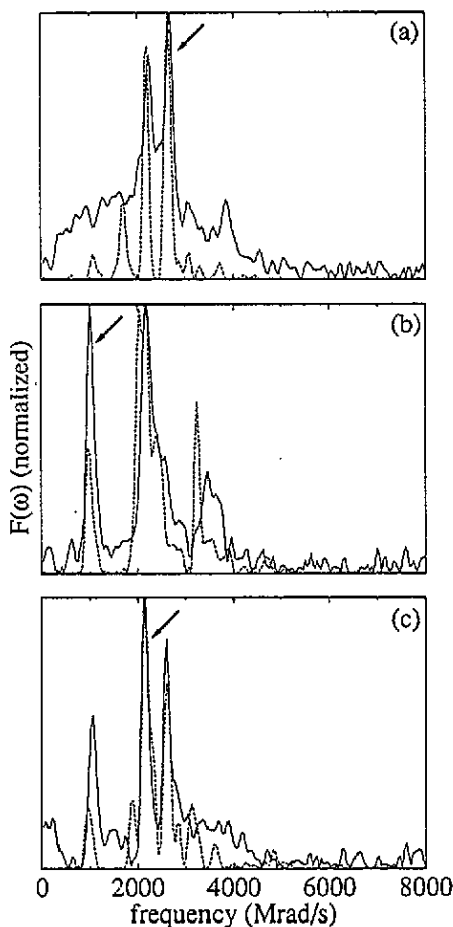 (a)
(b)
F(ω) (normalized)
(c)
0 2000 4000 6000 8000
frequency (Mrad/s)